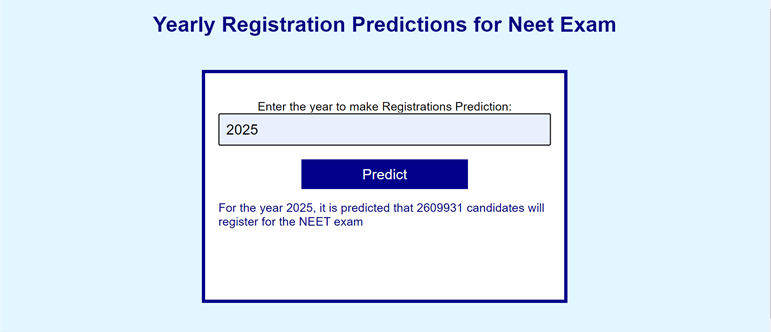 Yearly Registration Predictions for Neet Exam
Enter the year to make Registrations Prediction:
2025
Predict
For the year 2025, it is predicted that 2609931 candidates will
register for the NEET exam